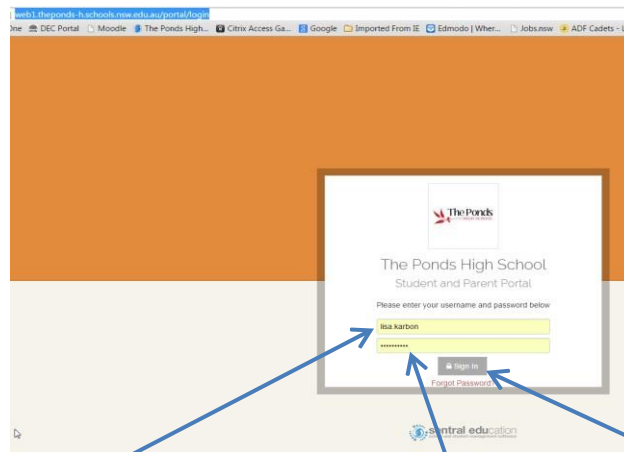 web1.theponds-h.schools.nsw.edu.au/portal/login
One DEC Portal Moodle The Ponds High... Citrix Access Ga... Google Imported From IE Edmodo | Wher... Jobs.nsw ADF Cadets - L
The Ponds
The Ponds High School
Student and Parent Portal
Please enter your username and password below
lisa.karbon
••••••••••
Sign In
Forgot Password?
sentral education